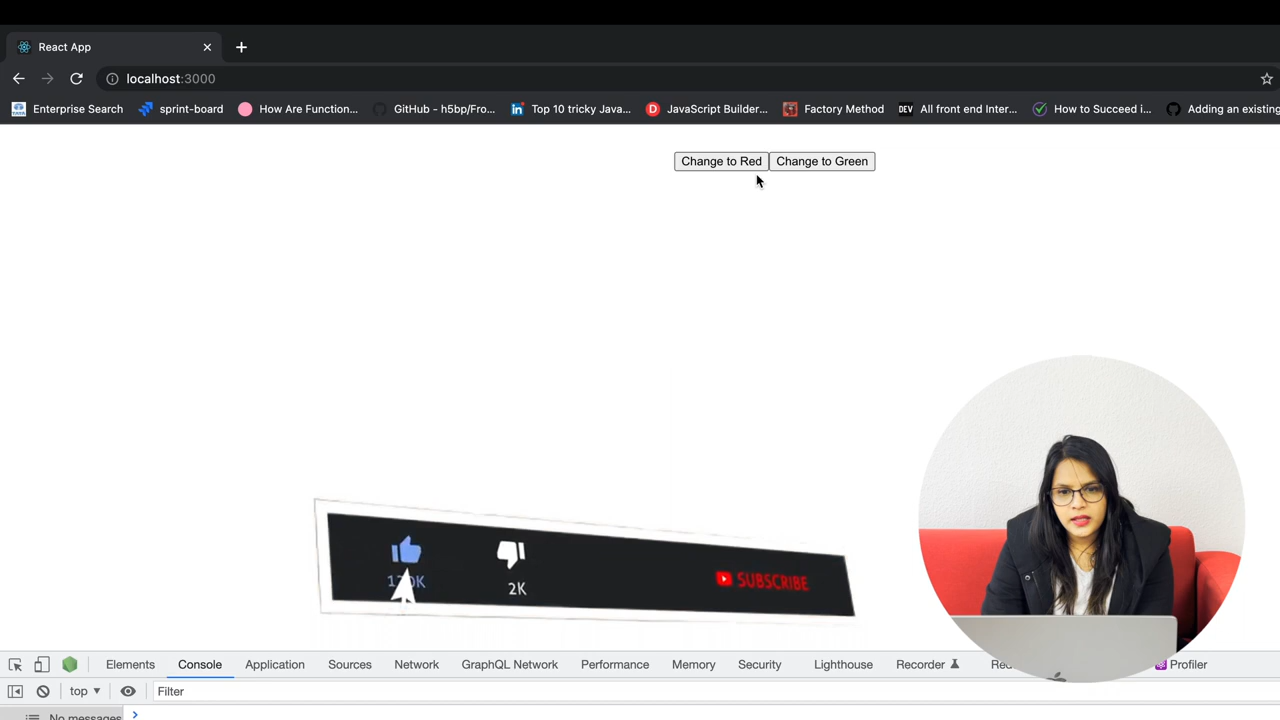 React App
localhost:3000
Enterprise Search sprint-board How Are Function... GitHub - h5bp/Fro... Top 10 tricky Java... JavaScript Builder... Factory Method DEV All front end Inter... How to Succeed i... Adding an existing
Change to Red Change to Green
2K SUBSCRIBE
Elements Console Application Sources Network GraphQL Network Performance Memory Security Lighthouse Recorder Profiler
top Filter
No messages